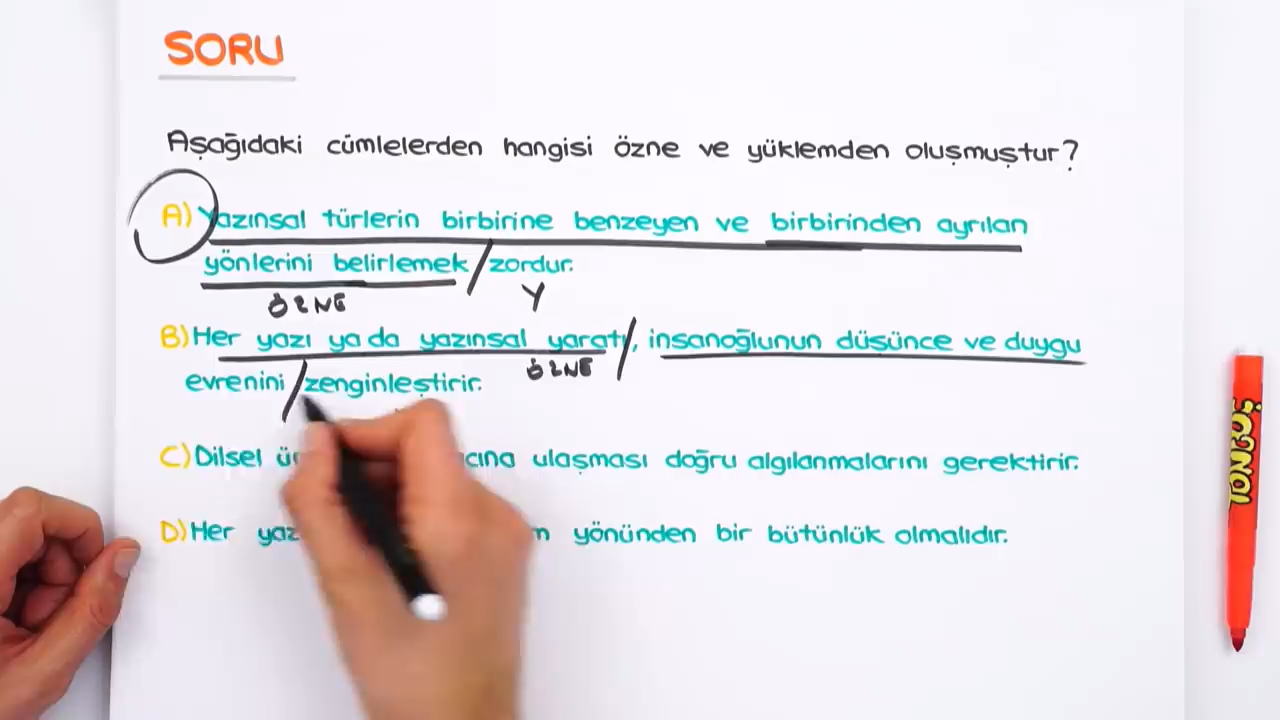 SORU
Aşağıdaki cümlelerden hangisi özne ve yüklemden oluşmuştur?
A) Yazınsal türlerin birbirine benzeyen ve birbirinden ayrılan
yönlerini belirlemek / zordur.
ÖZNE Y
B) Her yazı ya da yazınsal yaratı, / insanoğlunun düşünce ve duygu
ÖZNE
evrenini / zenginleştirir.
C) Dilsel ulaşması doğru algılanmalarını gerektirir.
D) Her yönünden bir bütünlük olmalıdır.
TONGUÇ